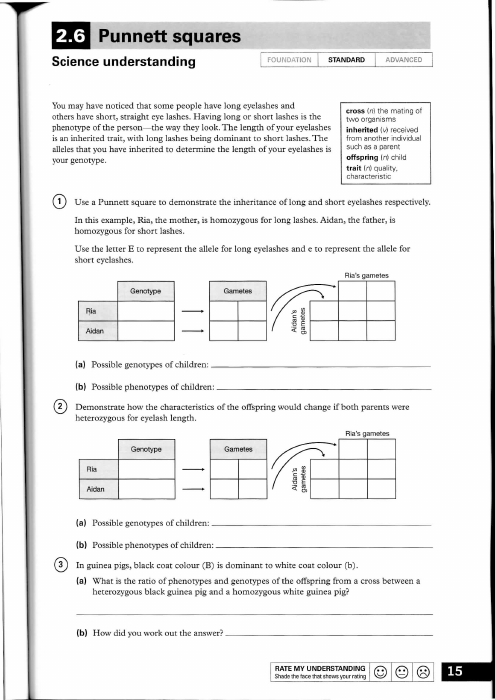 2.6 Punnett squares
Science understanding
FOUNDATION STANDARD ADVANCED
You may have noticed that some people have long eyelashes and
others have short, straight eye lashes. Having long or short lashes is the
phenotype of the person—the way they look. The length of your eyelashes
is an inherited trait, with long lashes being dominant to short lashes. The
alleles that you have inherited to determine the length of your eyelashes is
your genotype.
cross (n) the mating of
two organisms
inherited (v) received
from another individual
such as a parent
offspring (n) child
trait (n) quality,
characteristic
1 Use a Punnett square to demonstrate the inheritance of long and short eyelashes respectively.
In this example, Ria, the mother, is homozygous for long lashes. Aidan, the father, is
homozygous for short lashes.
Use the letter E to represent the allele for long eyelashes and e to represent the allele for
short eyelashes.
Ria's gametes
Genotype Gametes
Ria
Aidan
Aidan's
gametes
(a) Possible genotypes of children:
(b) Possible phenotypes of children:
2 Demonstrate how the characteristics of the offspring would change if both parents were
heterozygous for eyelash length.
Ria's gametes
Genotype Gametes
Ria
Aidan
Aidan's
gametes
(a) Possible genotypes of children:
(b) Possible phenotypes of children:
3 In guinea pigs, black coat colour (B) is dominant to white coat colour (b).
(a) What is the ratio of phenotypes and genotypes of the offspring from a cross between a
heterozygous black guinea pig and a homozygous white guinea pig?
(b) How did you work out the answer?
RATE MY UNDERSTANDING
Shade the face that shows your rating
15